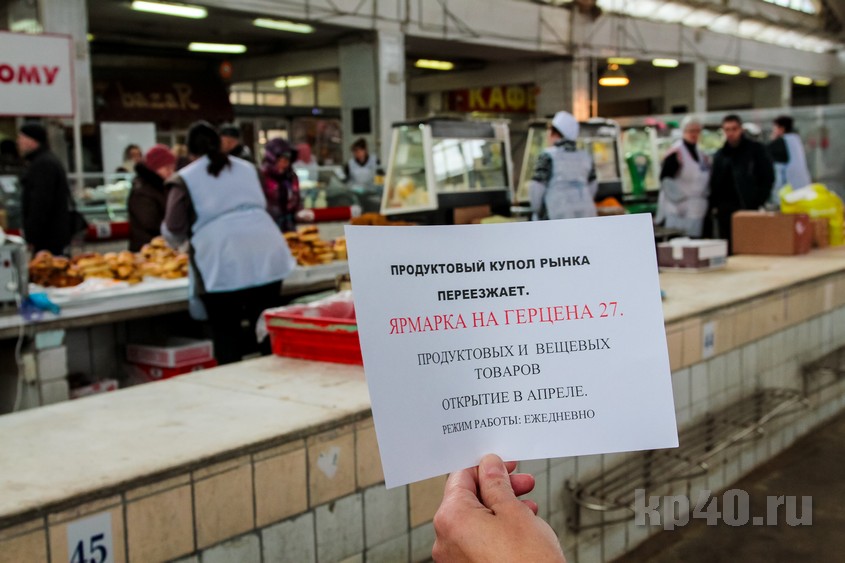 ОМУ
КАФЕ
ПРОДУКТОВЫЙ КУПОЛ РЫНКА
ПЕРЕЕЗЖАЕТ.
ЯРМАРКА НА ГЕРЦЕНА 27.
ПРОДУКТОВЫХ И ВЕЩЕВЫХ
ТОВАРОВ
ОТКРЫТИЕ В АПРЕЛЕ.
РЕЖИМ РАБОТЫ: ЕЖЕДНЕВНО
44
45
kp40.ru